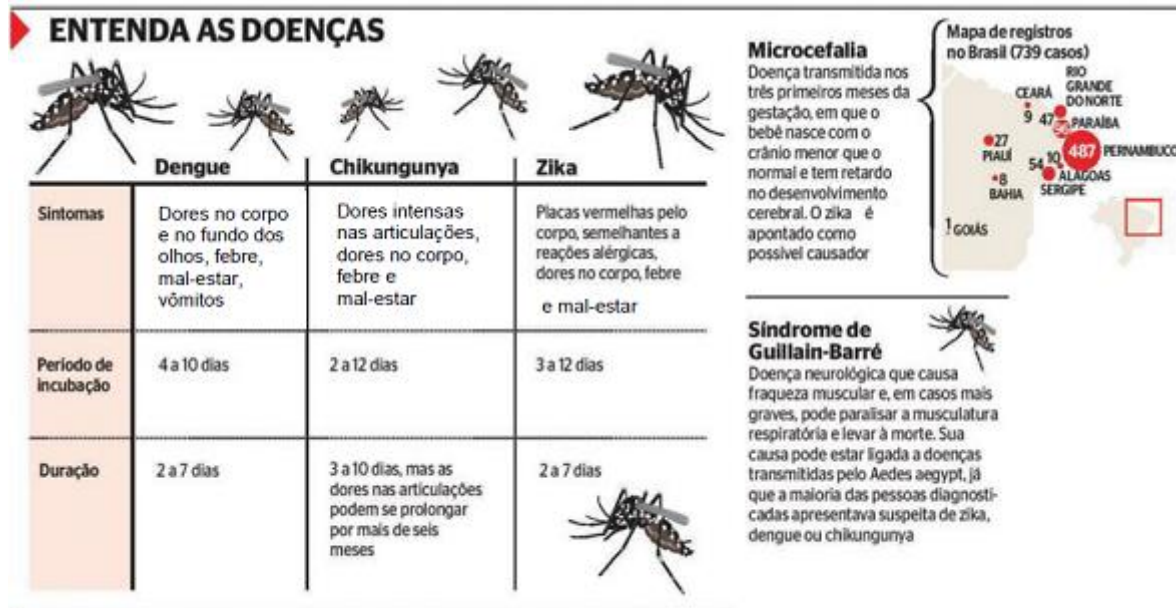 ENTENDA AS DOENÇAS
Dengue
Chikungunya
Zika
Sintomas
Dores no corpo
e no fundo dos
olhos, febre,
mal-estar,
vômitos
Dores intensas
nas articulações,
dores no corpo,
febre e
mal-estar
Placas vermelhas pelo
corpo, semelhantes a
reações alérgicas,
dores no corpo, febre
e mal-estar
Período de
incubação
4 a 10 dias
2 a 12 dias
3 a 12 dias
Duração
2 a 7 dias
3 a 10 dias, mas as
dores nas articulações
podem se prolongar
por mais de seis
meses
2 a 7 dias
Microcefalia
Doença transmitida nos
três primeiros meses da
gestação, em que o
bebê nasce com o
crânio menor que o
normal e tem retardo
no desenvolvimento
cerebral. O zika é
apontado como
possível causador
Mapa de registros
no Brasil (739 casos)
RIO
GRANDE
DO NORTE
CEARÁ
9
47
PARAÍBA
27
PIAUÍ
487
PERNAMBUCO
54
10
ALAGOAS
8
BAHIA
SERGIPE
1
GOIÁS
Síndrome de
Guillain-Barré
Doença neurológica que causa
fraqueza muscular e, em casos mais
graves, pode paralisar a musculatura
respiratória e levar à morte. Sua
causa pode estar ligada a doenças
transmitidas pelo Aedes aegypt, já
que a maioria das pessoas diagnosti-
cadas apresentava suspeita de zika,
dengue ou chikungunya